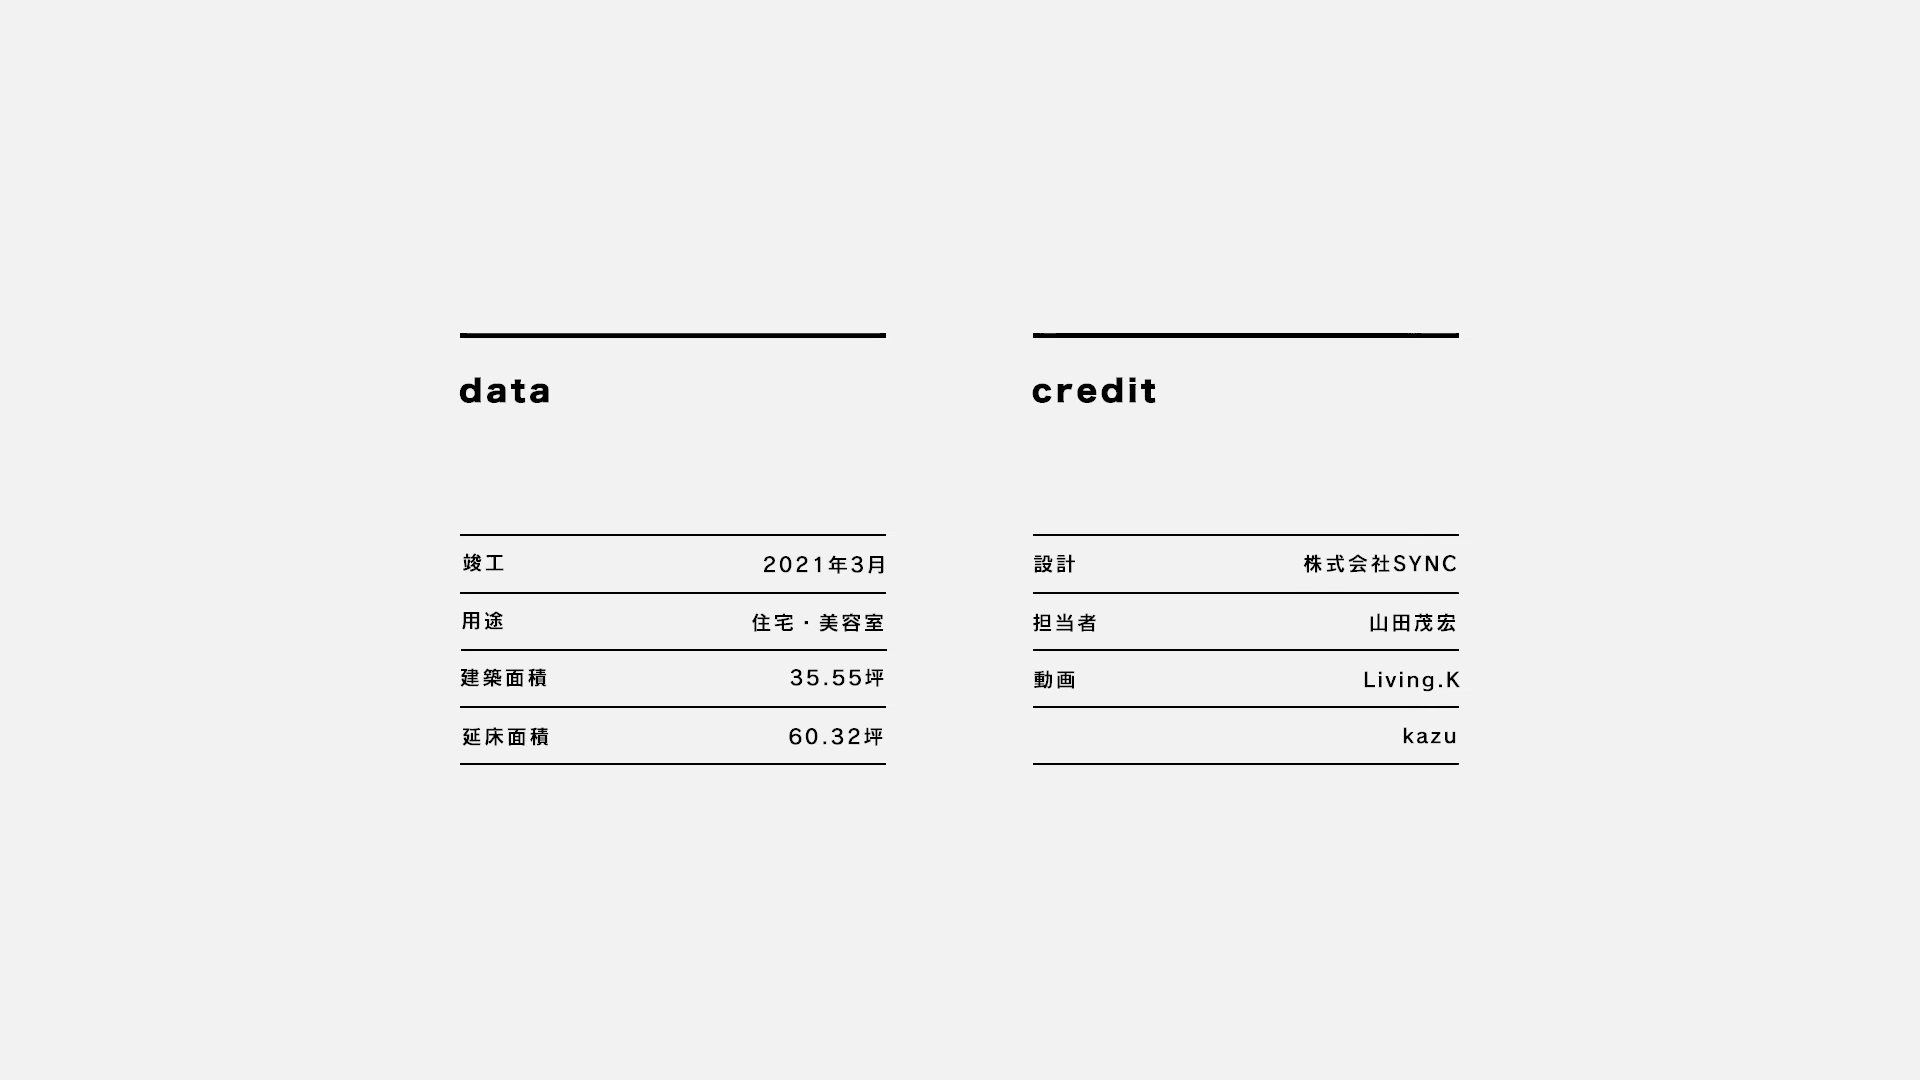 data
竣工 2021年3月
用途 住宅・美容室
建築面積 35.55坪
延床面積 60.32坪
credit
設計 株式会社SYNC
担当者 山田茂宏
動画 Living.K
kazu